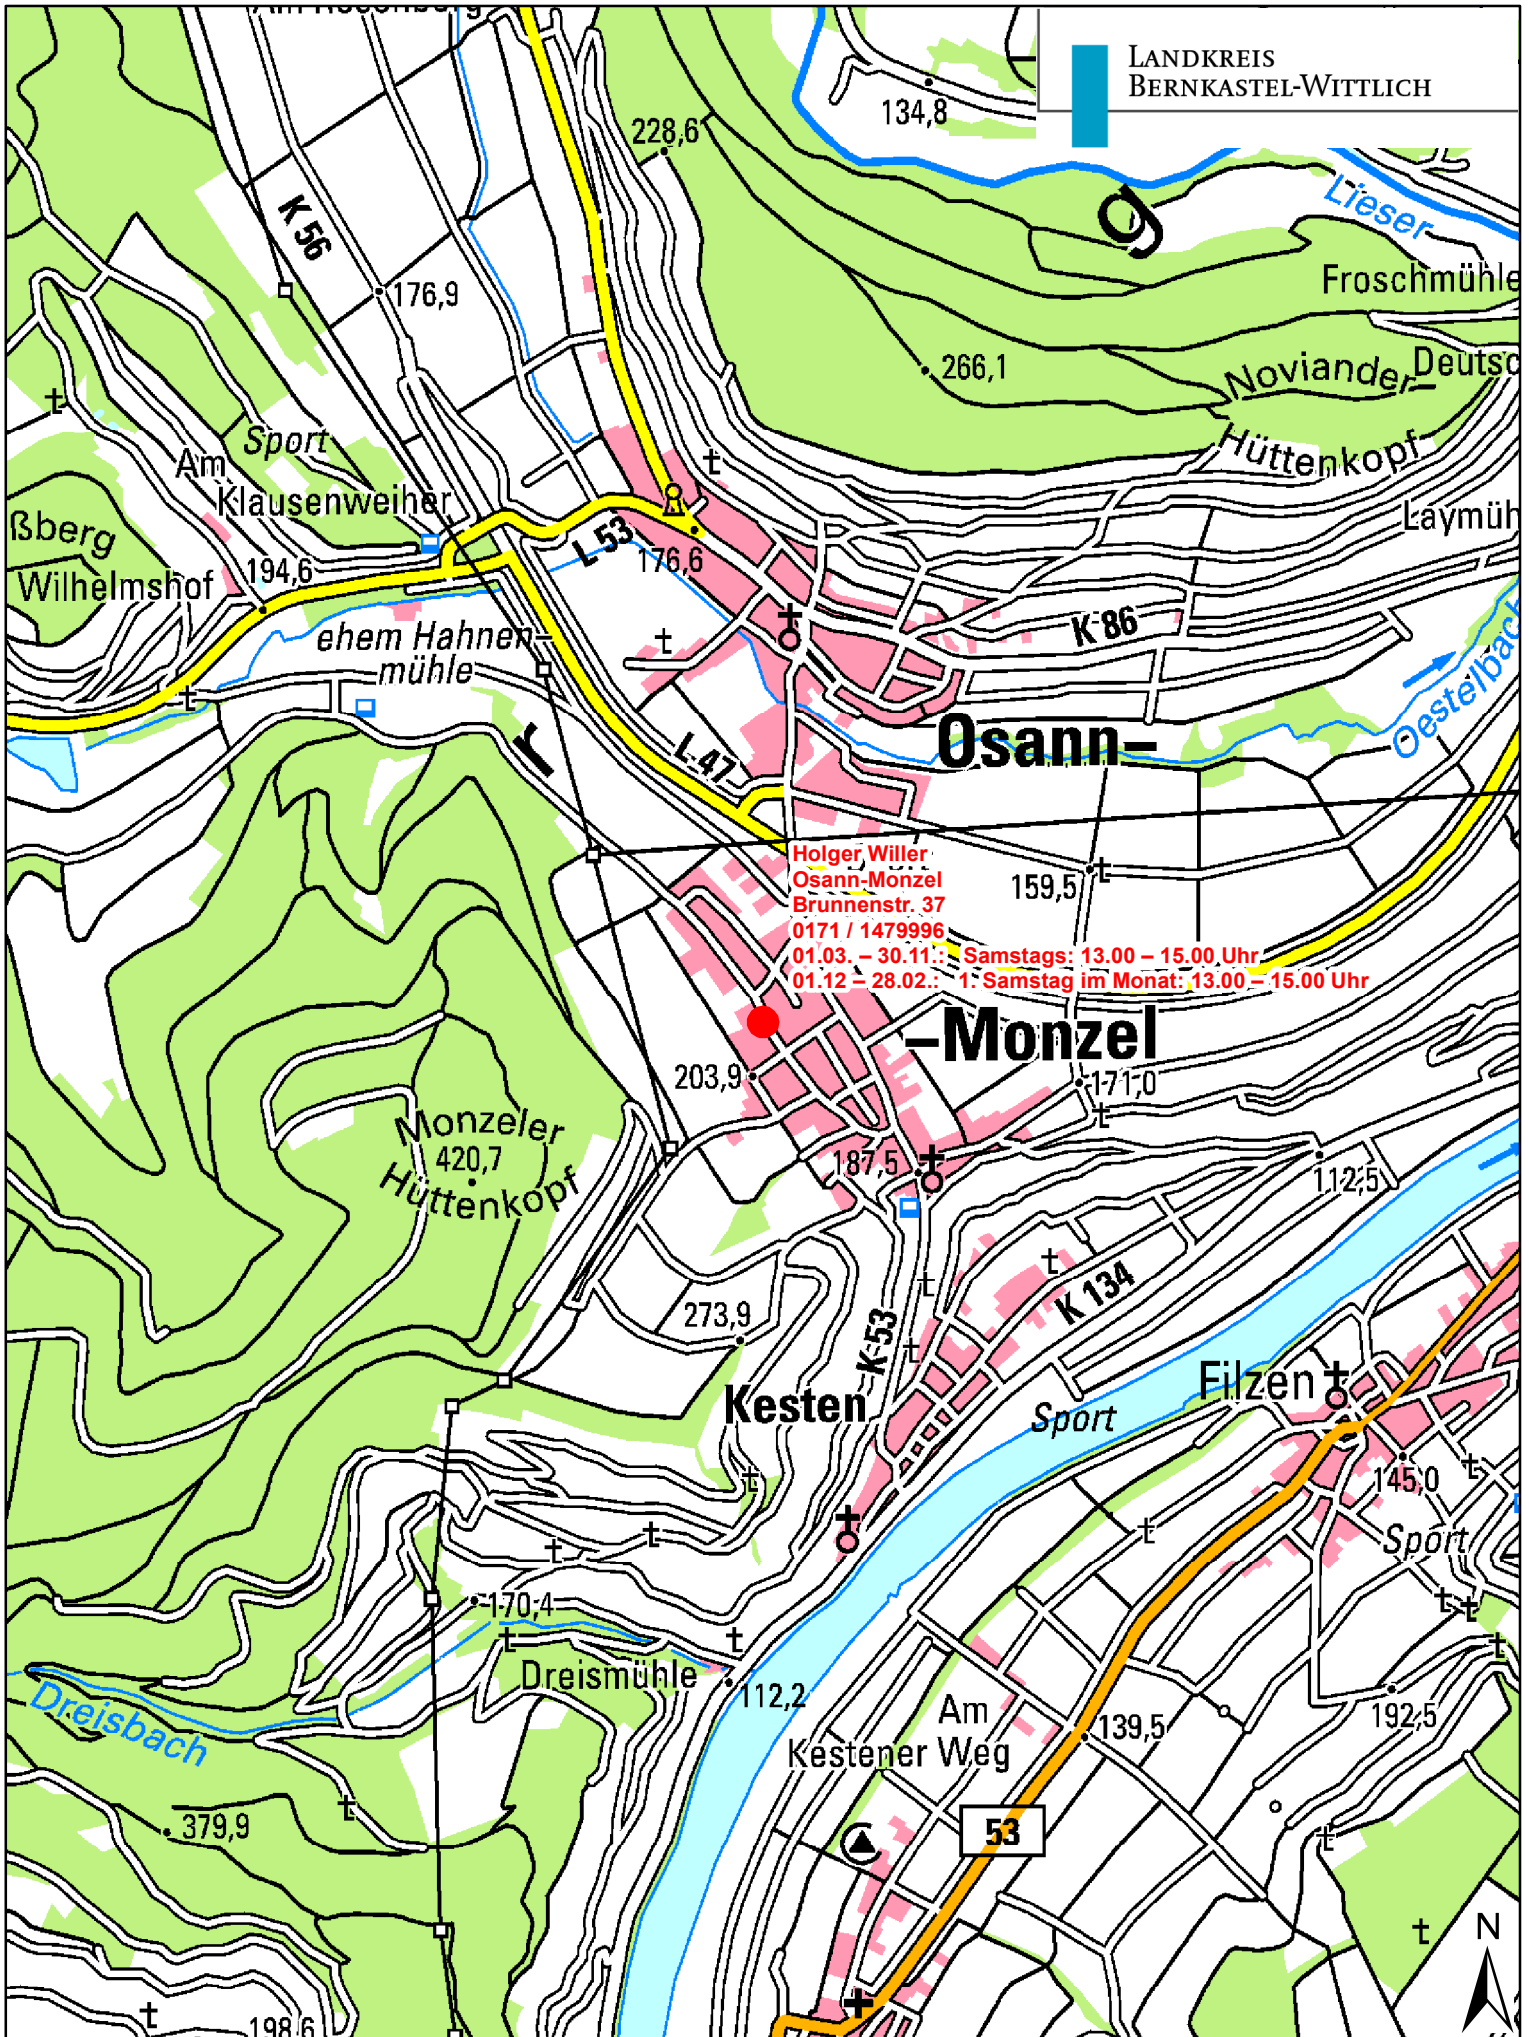 LANDKREIS
BERNKASTEL-WITTLICH
134,8
228,6
g
Lieser
K 56
Froschmühle
176,9
266,1
Noviander-
Deutsc
Hüttenkopf
Sport
Am
Klausenweiher
ßberg
Laymüh
L 53
176,6
194,6
Wilhelmshof
K 86
ehem Hahnen-
mühle
Oestelbach
r
Osann-
L 47
Holger Willer
Osann-Monzel
Brunnenstr. 37
0171 / 1479996
01.03. – 30.11.: Samstags: 13.00 – 15.00 Uhr
01.12 – 28.02.: 1. Samstag im Monat: 13.00 – 15.00 Uhr
159,5
-Monzel
203,9
171,0
Monzeler
420,7
Hüttenkopf
187,5
112,5
K 134
273,9
K 53
Kesten
Filzen
Sport
145,0
Sport
170,4
Dreismühle
112,2
Dreisbach
Am
Kestener Weg
139,5
192,5
379,9
53
N
198,6